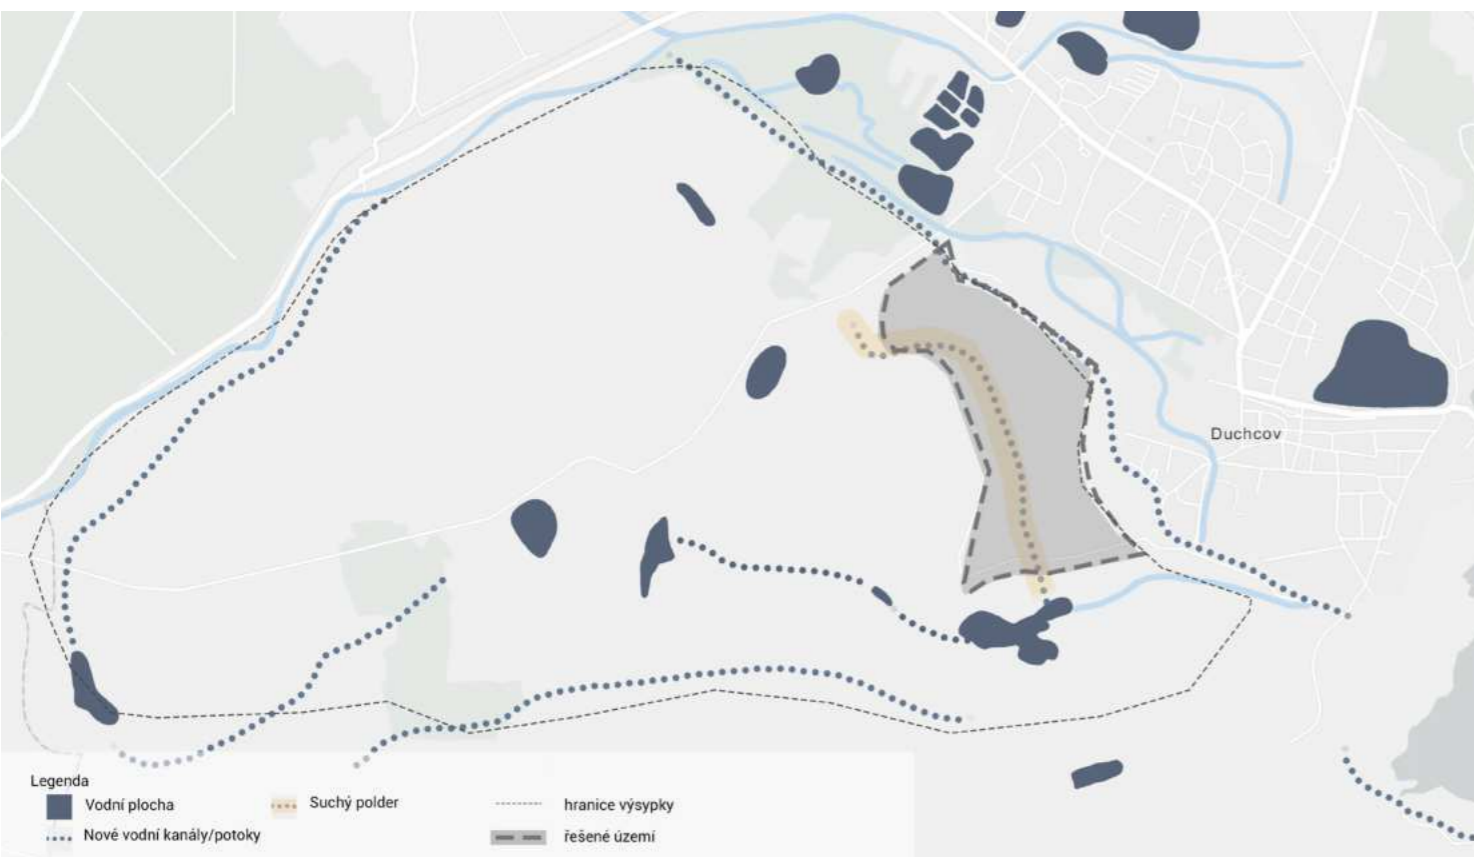 Duchcov
Legenda
Vodní plocha
Suchý polder
hranice výsypky
Nové vodní kanály/potoky
řešené území